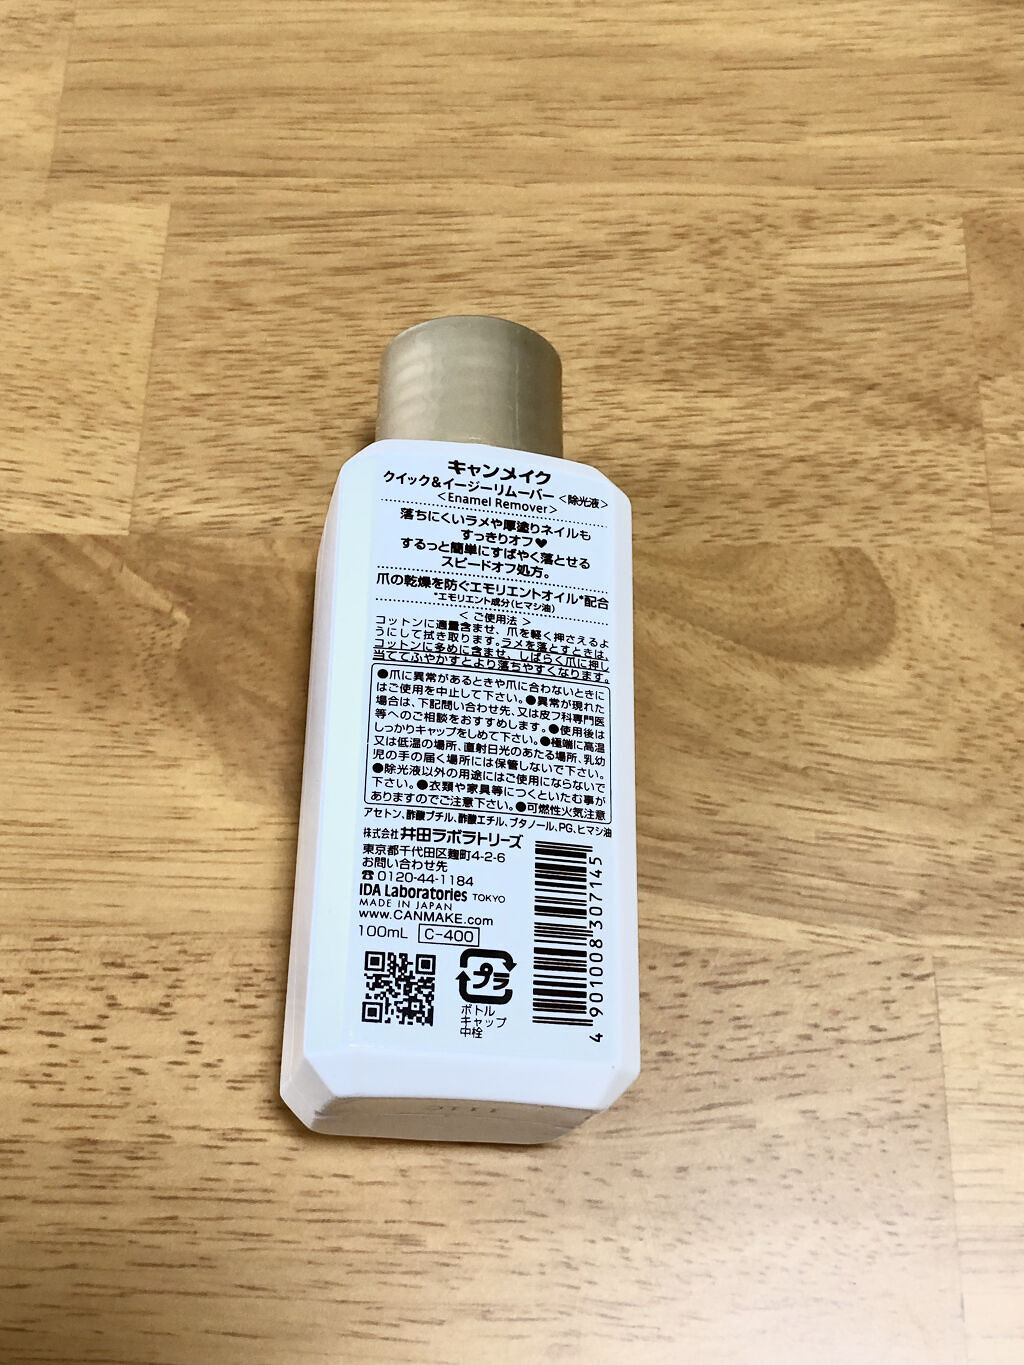 キャンメイク
クイック&イージーリムーバー<除光液>
<Enamel Remover>
落ちにくいラメや厚塗りネイルも
すっきりオフ♥
するっと簡単にすばやく落とせる
スピードオフ処方。
爪の乾燥を防ぐエモリエントオイル*配合
*エモリエント成分(ヒマシ油)
<ご使用法>
コットンに適量含ませ、爪を軽く押さえるよ
うにして拭き取ります。ラメを落とすときは、
コットンに多めに含ませ、しばらく爪に押し
当ててふやかすとより落ちやすくなります。
●爪に異常があるときや爪に合わないときに
はご使用を中止して下さい。●異常が現れた
場合は、下記問い合わせ先、又は皮フ科専門医
等へのご相談をおすすめします。●使用後は
しっかりキャップをしめて下さい。●極端に高温
又は低温の場所、直射日光のあたる場所、乳幼
児の手の届く場所には保管しないで下さい。
●除光液以外の用途にはご使用にならないで
下さい。●衣類や家具等につくといたむ事が
ありますのでご注意下さい。●可燃性火気注意
アセトン、酢酸ブチル、酢酸エチル、ブタノール、PG、ヒマシ油
株式会社 井田ラボラトリーズ
東京都千代田区麹町4-2-6
お問い合わせ先
☎0120-44-1184
IDA Laboratories TOKYO
MADE IN JAPAN
www.CANMAKE.com
100mL C-400
プラ
ボトル
キャップ
中栓
4901008307145